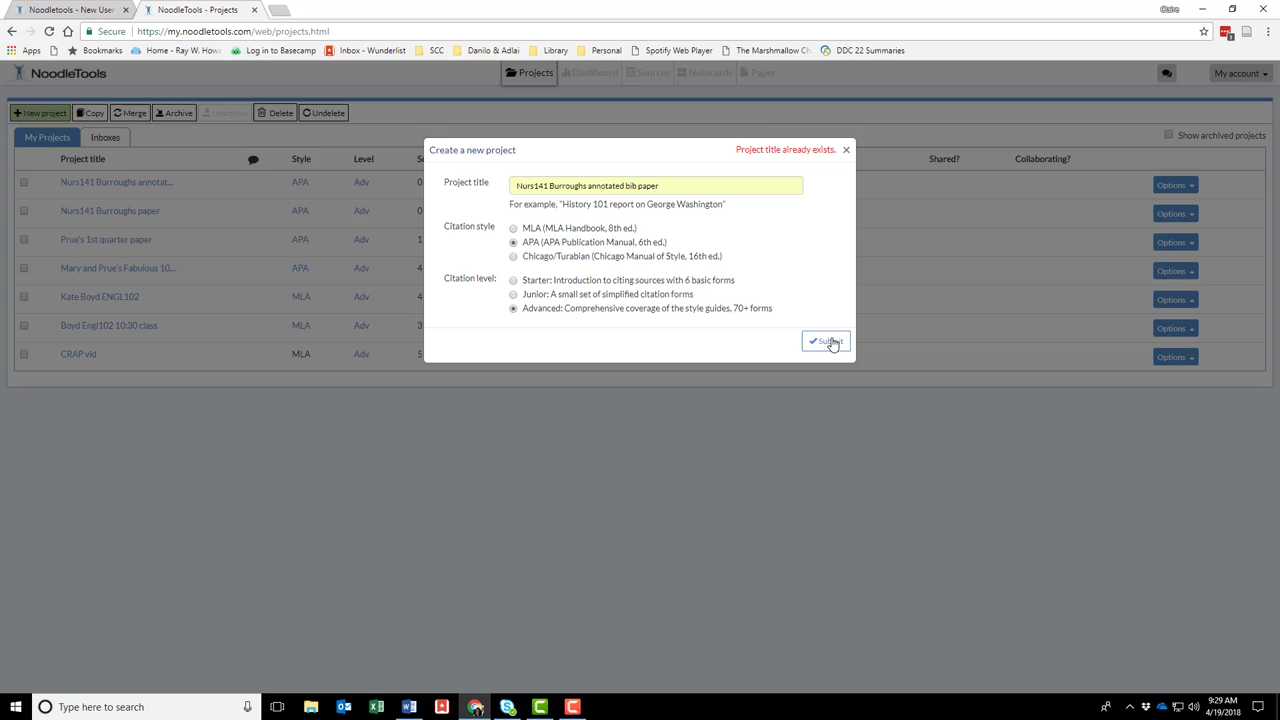 Noodletools - New User
NoodleTools - Projects
Claire
Secure
https://my.noodletools.com/web/projects.html
Apps
Bookmarks
Home - Ray W. Howa
Log in to Basecamp
Inbox - Wunderlist
SCC
Danilo & Adlai
Library
Personal
Spotify Web Player
The Marshmallow Ch
DDC 22 Summaries
NoodleTools
Projects
Dashboard
Sources
Notecards
Paper
My account
New project
Copy
Merge
Archive
Unarchive
Delete
Undelete
My Projects
Inboxes
Show archived projects
Project title
Style
Level
Shared?
Collaborating?
Nurs141 Burroughs annotat... APA Adv 0 Options
Nurs141 Burroughs paper APA Adv 0 Options
Prue's 1st quarter paper APA Adv 1 Options
Mary and Prue's Fabulous 10... APA Adv 4 Options
Kate Boyd ENGL102 MLA Adv 4 Options
Boyd Engl102 10:30 class MLA Adv 3 Options
CRAP vid MLA Adv 5 Options
Create a new project
Project title already exists.
Project title
Nurs141 Burroughs annotated bib paper
For example, "History 101 report on George Washington"
Citation style
MLA (MLA Handbook, 8th ed.)
APA (APA Publication Manual, 6th ed.)
Chicago/Turabian (Chicago Manual of Style, 16th ed.)
Citation level:
Starter: Introduction to citing sources with 6 basic forms
Junior: A small set of simplified citation forms
Advanced: Comprehensive coverage of the style guides, 70+ forms
Submit
Type here to search
9:29 AM
4/19/2018